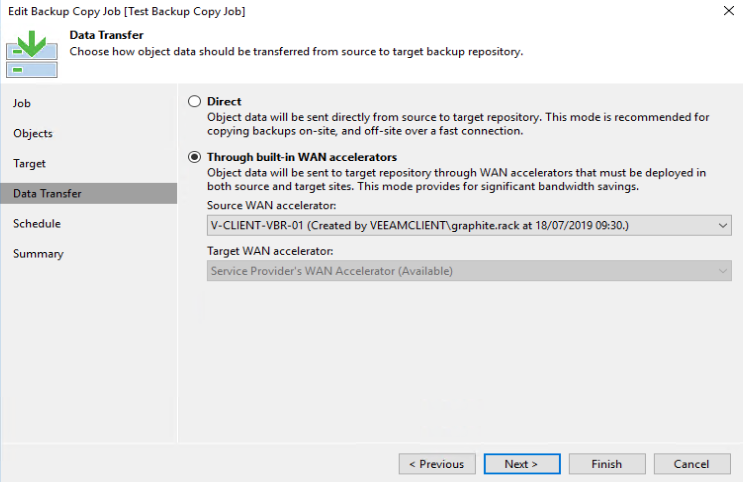 Edit Backup Copy Job [Test Backup Copy Job]
Data Transfer
Choose how object data should be transferred from source to target backup repository.
Job
Objects
Target
Data Transfer
Schedule
Summary
Direct
Object data will be sent directly from source to target repository. This mode is recommended for
copying backups on-site, and off-site over a fast connection.
Through built-in WAN accelerators
Object data will be sent to target repository through WAN accelerators that must be deployed in
both source and target sites. This mode provides for significant bandwidth savings.
Source WAN accelerator:
V-CLIENT-VBR-01 (Created by VEEAMCLIENT\graphite.rack at 18/07/2019 09:30.)
Target WAN accelerator:
Service Provider's WAN Accelerator (Available)
< Previous
Next >
Finish
Cancel